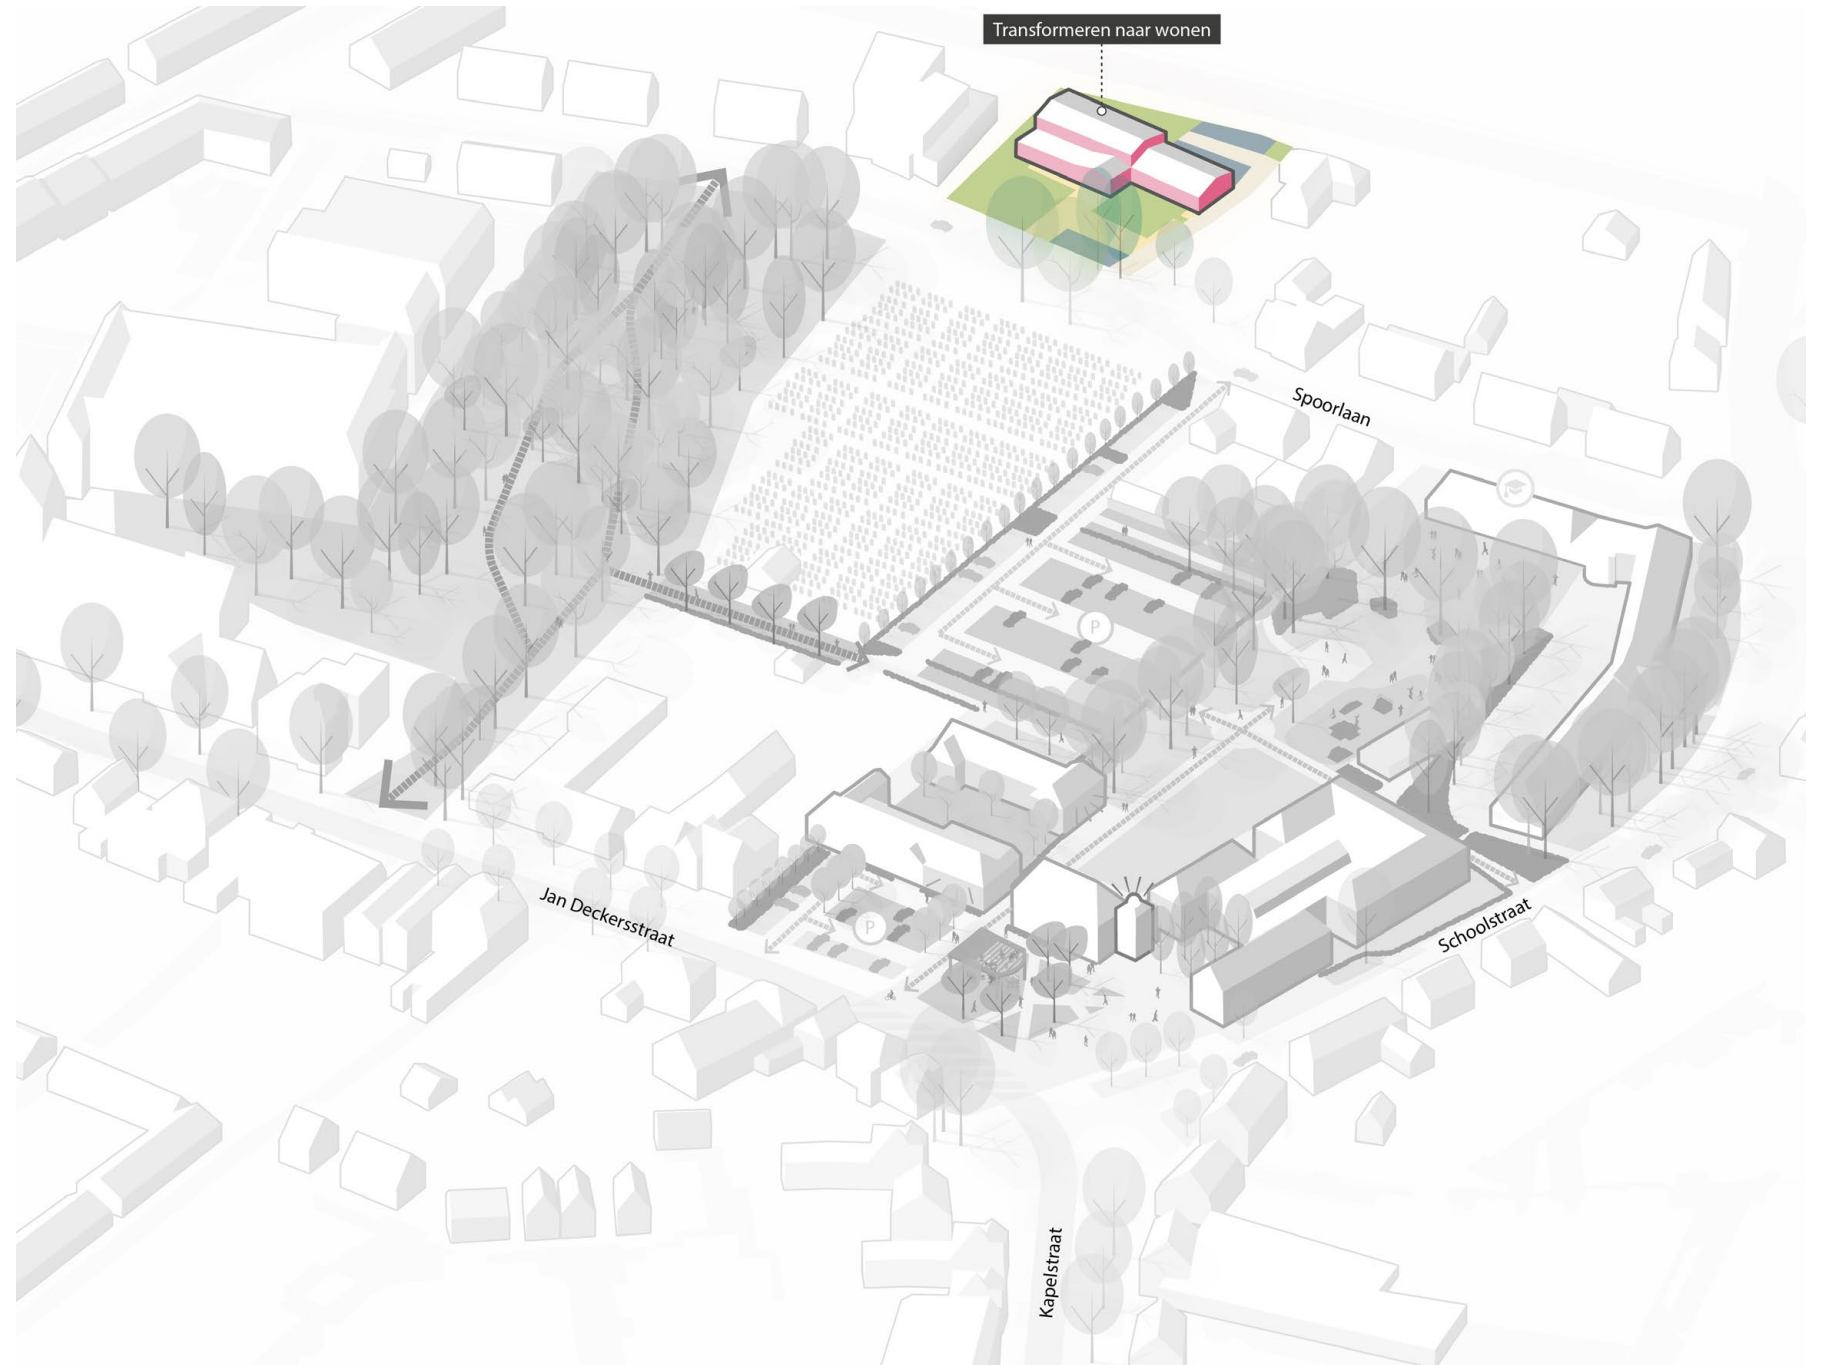 Transformeren naar wonen
Spoorlaan
P
Jan Deckersstraat
P
Schoolstraat
Kapelstraat